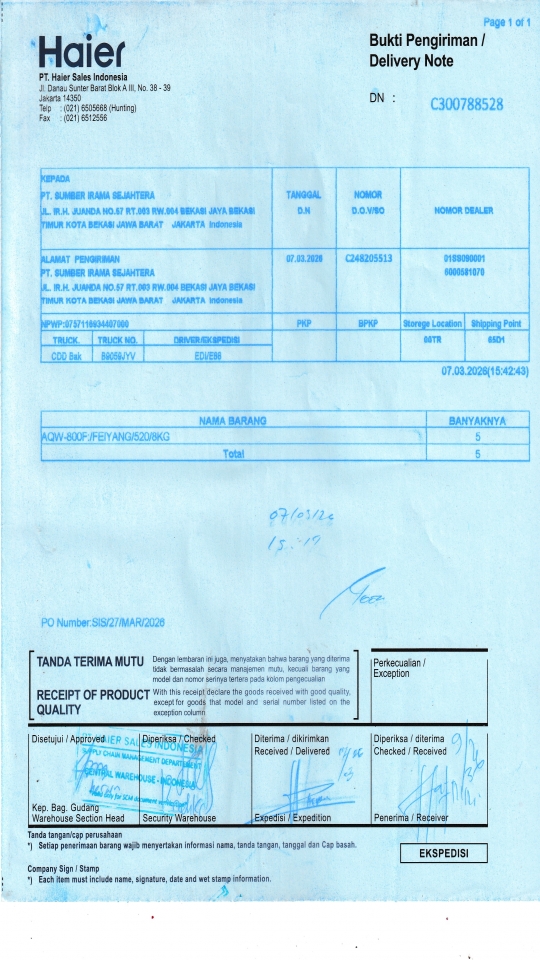 Page 1 of 1
Haier
Bukti Pengiriman /
Delivery Note
PT. Haier Sales Indonesia
Jl. Danau Sunter Barat Blok A III, No. 38 - 39
Jakarta 14350
Telp : (021) 6505668 (Hunting)
Fax : (021) 6512556
DN : C300788528
KEPADA
PT. SUMBER IRAMA SEJAHTERA
JL. IR.H. JUANDA NO.57 RT.003 RW.004 BEKASI JAYA BEKASI
TIMUR KOTA BEKASI JAWA BARAT JAKARTA Indonesia
TANGGAL
D.N
NOMOR
D.O.V/SO
NOMOR DEALER
ALAMAT PENGIRIMAN
PT. SUMBER IRAMA SEJAHTERA
JL. IR.H. JUANDA NO.57 RT.003 RW.004 BEKASI JAYA BEKASI
TIMUR KOTA BEKASI JAWA BARAT JAKARTA Indonesia
07.03.2026
C248205513
6000581070
PKP
BPKP
Storege Location
Shipping Point
TRUCK.
TRUCK NO.
DRIVER/EKSPEDISI
CDD Bak
B9059JYV
07.03.2026(15:42:43)
NAMA BARANG
BANYAKNYA
AQW-800F:/FEIYANG/520/8KG
5
Total
5
07/03/26
PO Number:SIS/27/MAR/2026
TANDA TERIMA MUTU
Dengan lembaran ini juga, menyatakan bahwa barang yang diterima
tidak bermasalah secara manajemen mutu, kecuali barang yang
model dan nomor serinya tertera pada kolom pengecualian
RECEIPT OF PRODUCT
QUALITY
With this receipt declare the goods received with good quality,
except for goods that model and serial number listed on the
exception column
Perkecualian /
Exception
Disetujui / Approved
Diperiksa / Checked
Diterima / dikirimkan
Received / Delivered
Diperiksa / diterima
Checked / Received
HAIER SALES INDONESIA
SUPPLY CHAIN MANAGEMENT DEPARTEMENT
CENTRAL WAREHOUSE - INDONESIA
Kep. Bag. Gudang
Warehouse Section Head
Security Warehouse
Expedisi / Expedition
Penerima / Receiver
Tanda tangan/cap perusahaan
*) Setiap penerimaan barang wajib menyertakan informasi nama, tanda tangan, tanggal dan Cap basah.
EKSPEDISI
Company Sign / Stamp
*) Each item must include name, signature, date and wet stamp information.